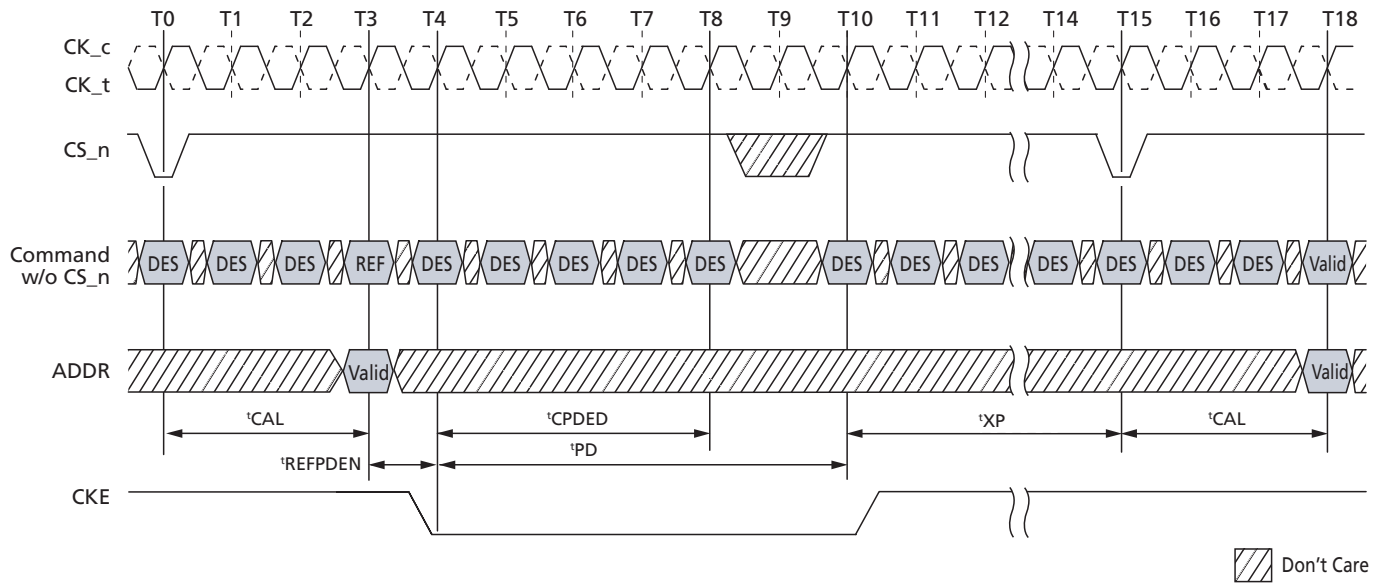 T0 T1 T2 T3 T4 T5 T6 T7 T8 T9 T10 T11 T12 T14 T15 T16 T17 T18
CK_c
CK_t
CS_n
Command w/o CS_n
DES DES DES REF DES DES DES DES DES DES DES DES DES DES DES DES Valid
ADDR
Valid Valid
tCAL tCPDED tXP tCAL
tREFPDEN tPD
CKE
Don't Care